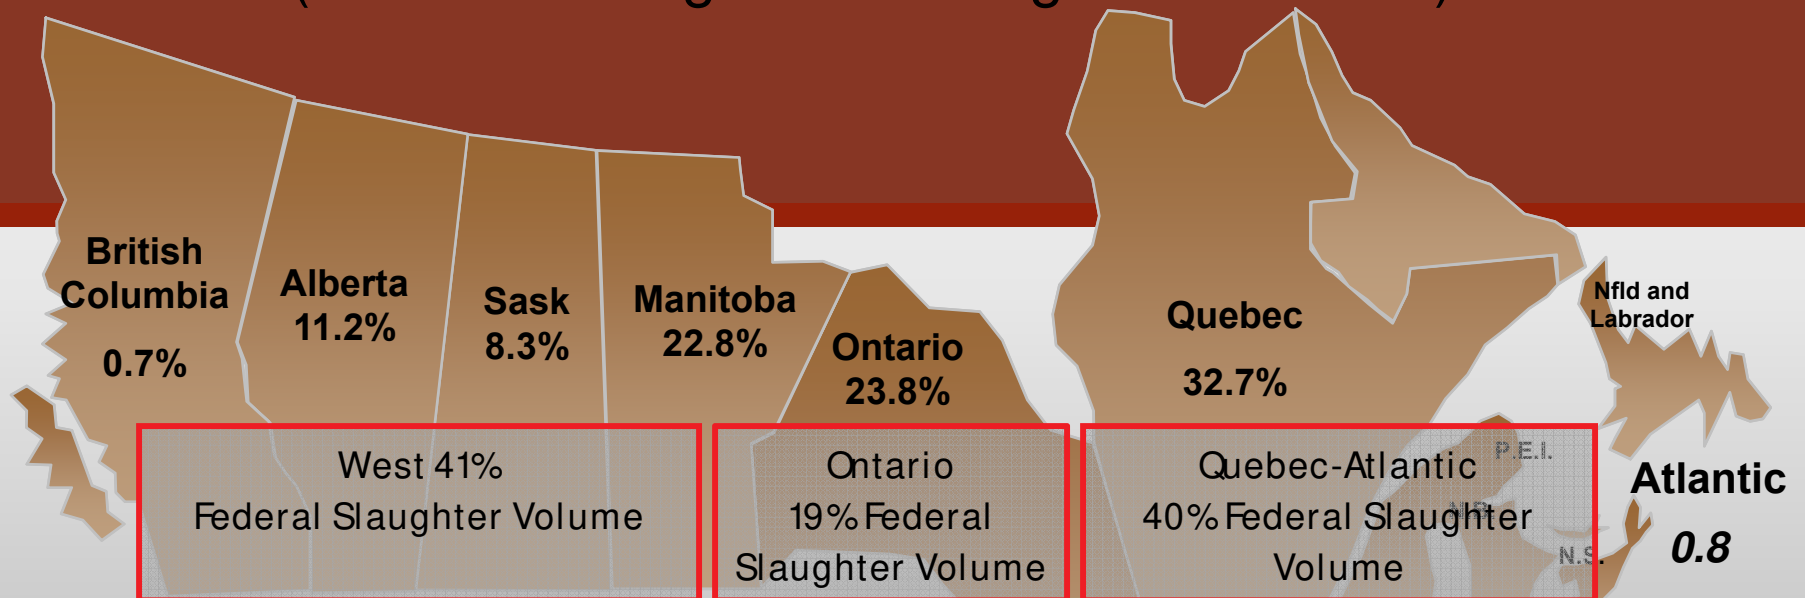 British
Columbia
0.7%
Alberta
11.2%
Sask
8.3%
Manitoba
22.8%
Ontario
23.8%
Quebec
32.7%
Nfld and
Labrador
West 41%
Federal Slaughter Volume
Ontario
19% Federal
Slaughter Volume
Quebec-Atlantic
40% Federal Slaughter
Volume
P.E.I.
N.B.
N.S.
Atlantic
0.8